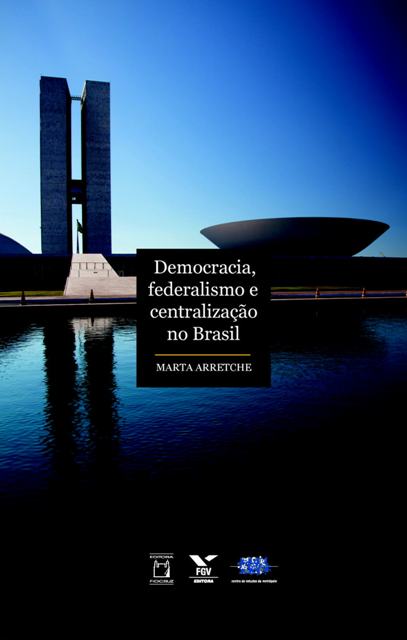 Democracia,
federalismo e
centralização
no Brasil
MARTA ARRETCHE
EDITORA
FIOCRUZ
FGV
EDITORA
centro de estudos da metrópole